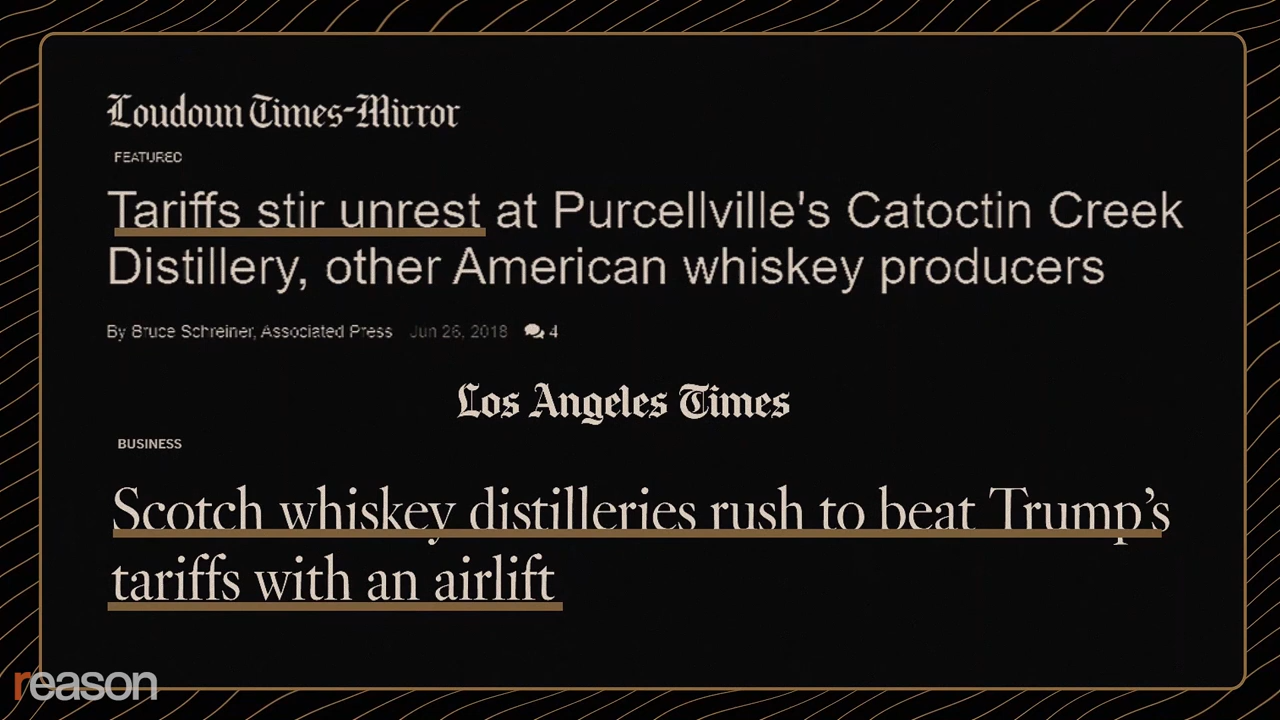 Loudoun Times-Mirror
FEATURED
Tariffs stir unrest at Purcellville's Catoctin Creek
Distillery, other American whiskey producers
By Bruce Schreiner, Associated Press Jun 26, 2018 4
Los Angeles Times
BUSINESS
Scotch whiskey distilleries rush to beat Trump’s
tariffs with an airlift
reason